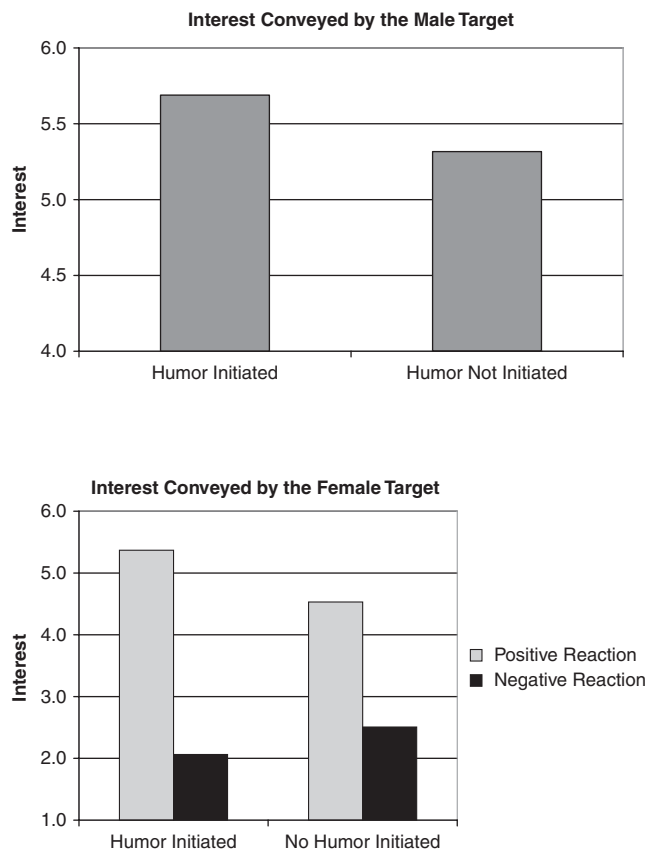 Interest Conveyed by the Male Target
6.0
5.5
5.0
4.5
4.0
Interest
Humor Initiated Humor Not Initiated
Interest Conveyed by the Female Target
6.0
5.0
4.0
3.0
2.0
1.0
Interest
Positive Reaction
Negative Reaction
Humor Initiated No Humor Initiated